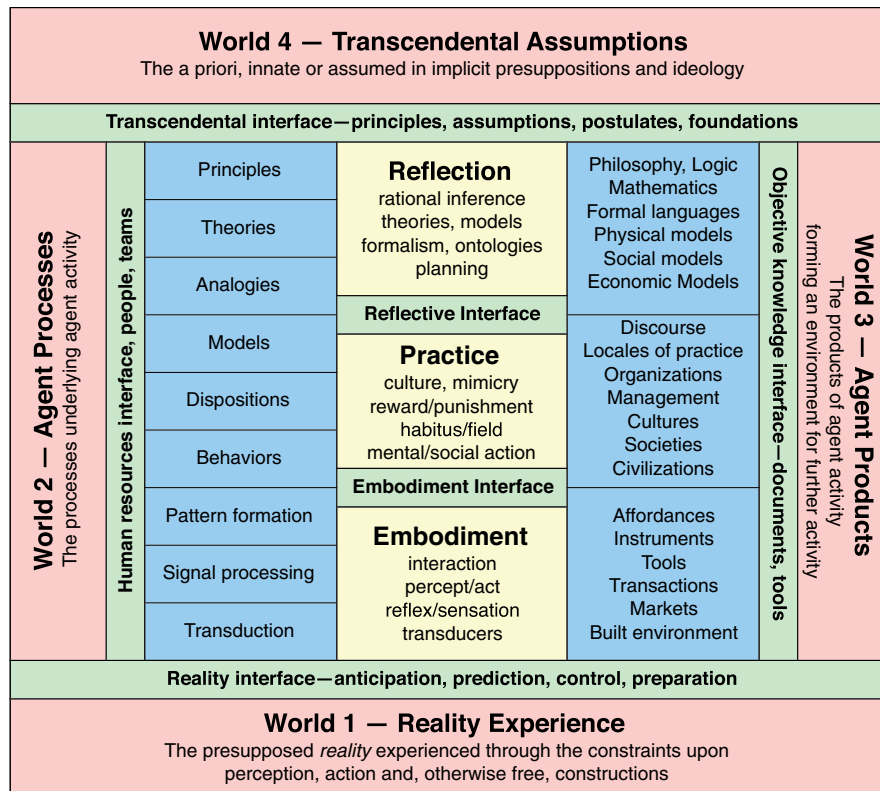 World 4 — Transcendental Assumptions
The a priori, innate or assumed in implicit presuppositions and ideology
Transcendental interface—principles, assumptions, postulates, foundations
World 2 — Agent Processes
The processes underlying agent activity
Human resources interface, people, teams
Principles
Theories
Analogies
Models
Dispositions
Behaviors
Pattern formation
Signal processing
Transduction
Reflection
rational inference
theories, models
formalism, ontologies
planning
Reflective Interface
Practice
culture, mimicry
reward/punishment
habitus/field
mental/social action
Embodiment Interface
Embodiment
interaction
percept/act
reflex/sensation
transducers
Philosophy, Logic
Mathematics
Formal languages
Physical models
Social models
Economic Models
Discourse
Locales of practice
Organizations
Management
Cultures
Societies
Civilizations
Affordances
Instruments
Tools
Transactions
Markets
Built environment
Objective knowledge interface—documents, tools
World 3 — Agent Products
The products of agent activity
forming an environment for further activity
Reality interface—anticipation, prediction, control, preparation
World 1 — Reality Experience
The presupposed reality experienced through the constraints upon
perception, action and, otherwise free, constructions